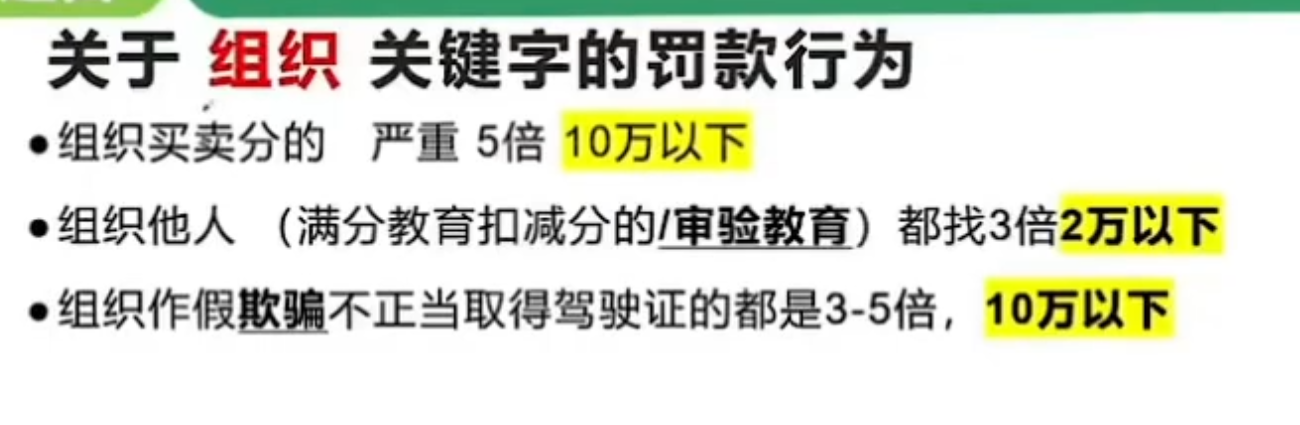 关于 组织 关键字的罚款行为
●组织买卖分的 严重 5倍 10万以下
●组织他人 （满分教育扣减分的/审验教育）都找3倍2万以下
●组织作假欺骗不正当取得驾驶证的都是3-5倍，10万以下